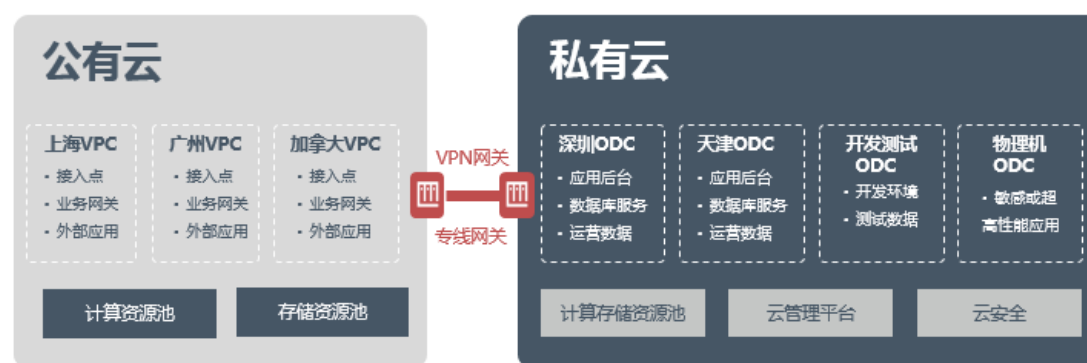 公有云
上海VPC
· 接入点
· 业务网关
· 外部应用
广州VPC
· 接入点
· 业务网关
· 外部应用
加拿大VPC
· 接入点
· 业务网关
· 外部应用
计算资源池
存储资源池
VPN网关
专线网关
私有云
深圳ODC
· 应用后台
· 数据库服务
· 运营数据
天津ODC
· 应用后台
· 数据库服务
· 运营数据
开发测试
ODC
· 开发环境
· 测试数据
物理机
ODC
· 敏感或超
高性能应用
计算存储资源池
云管理平台
云安全